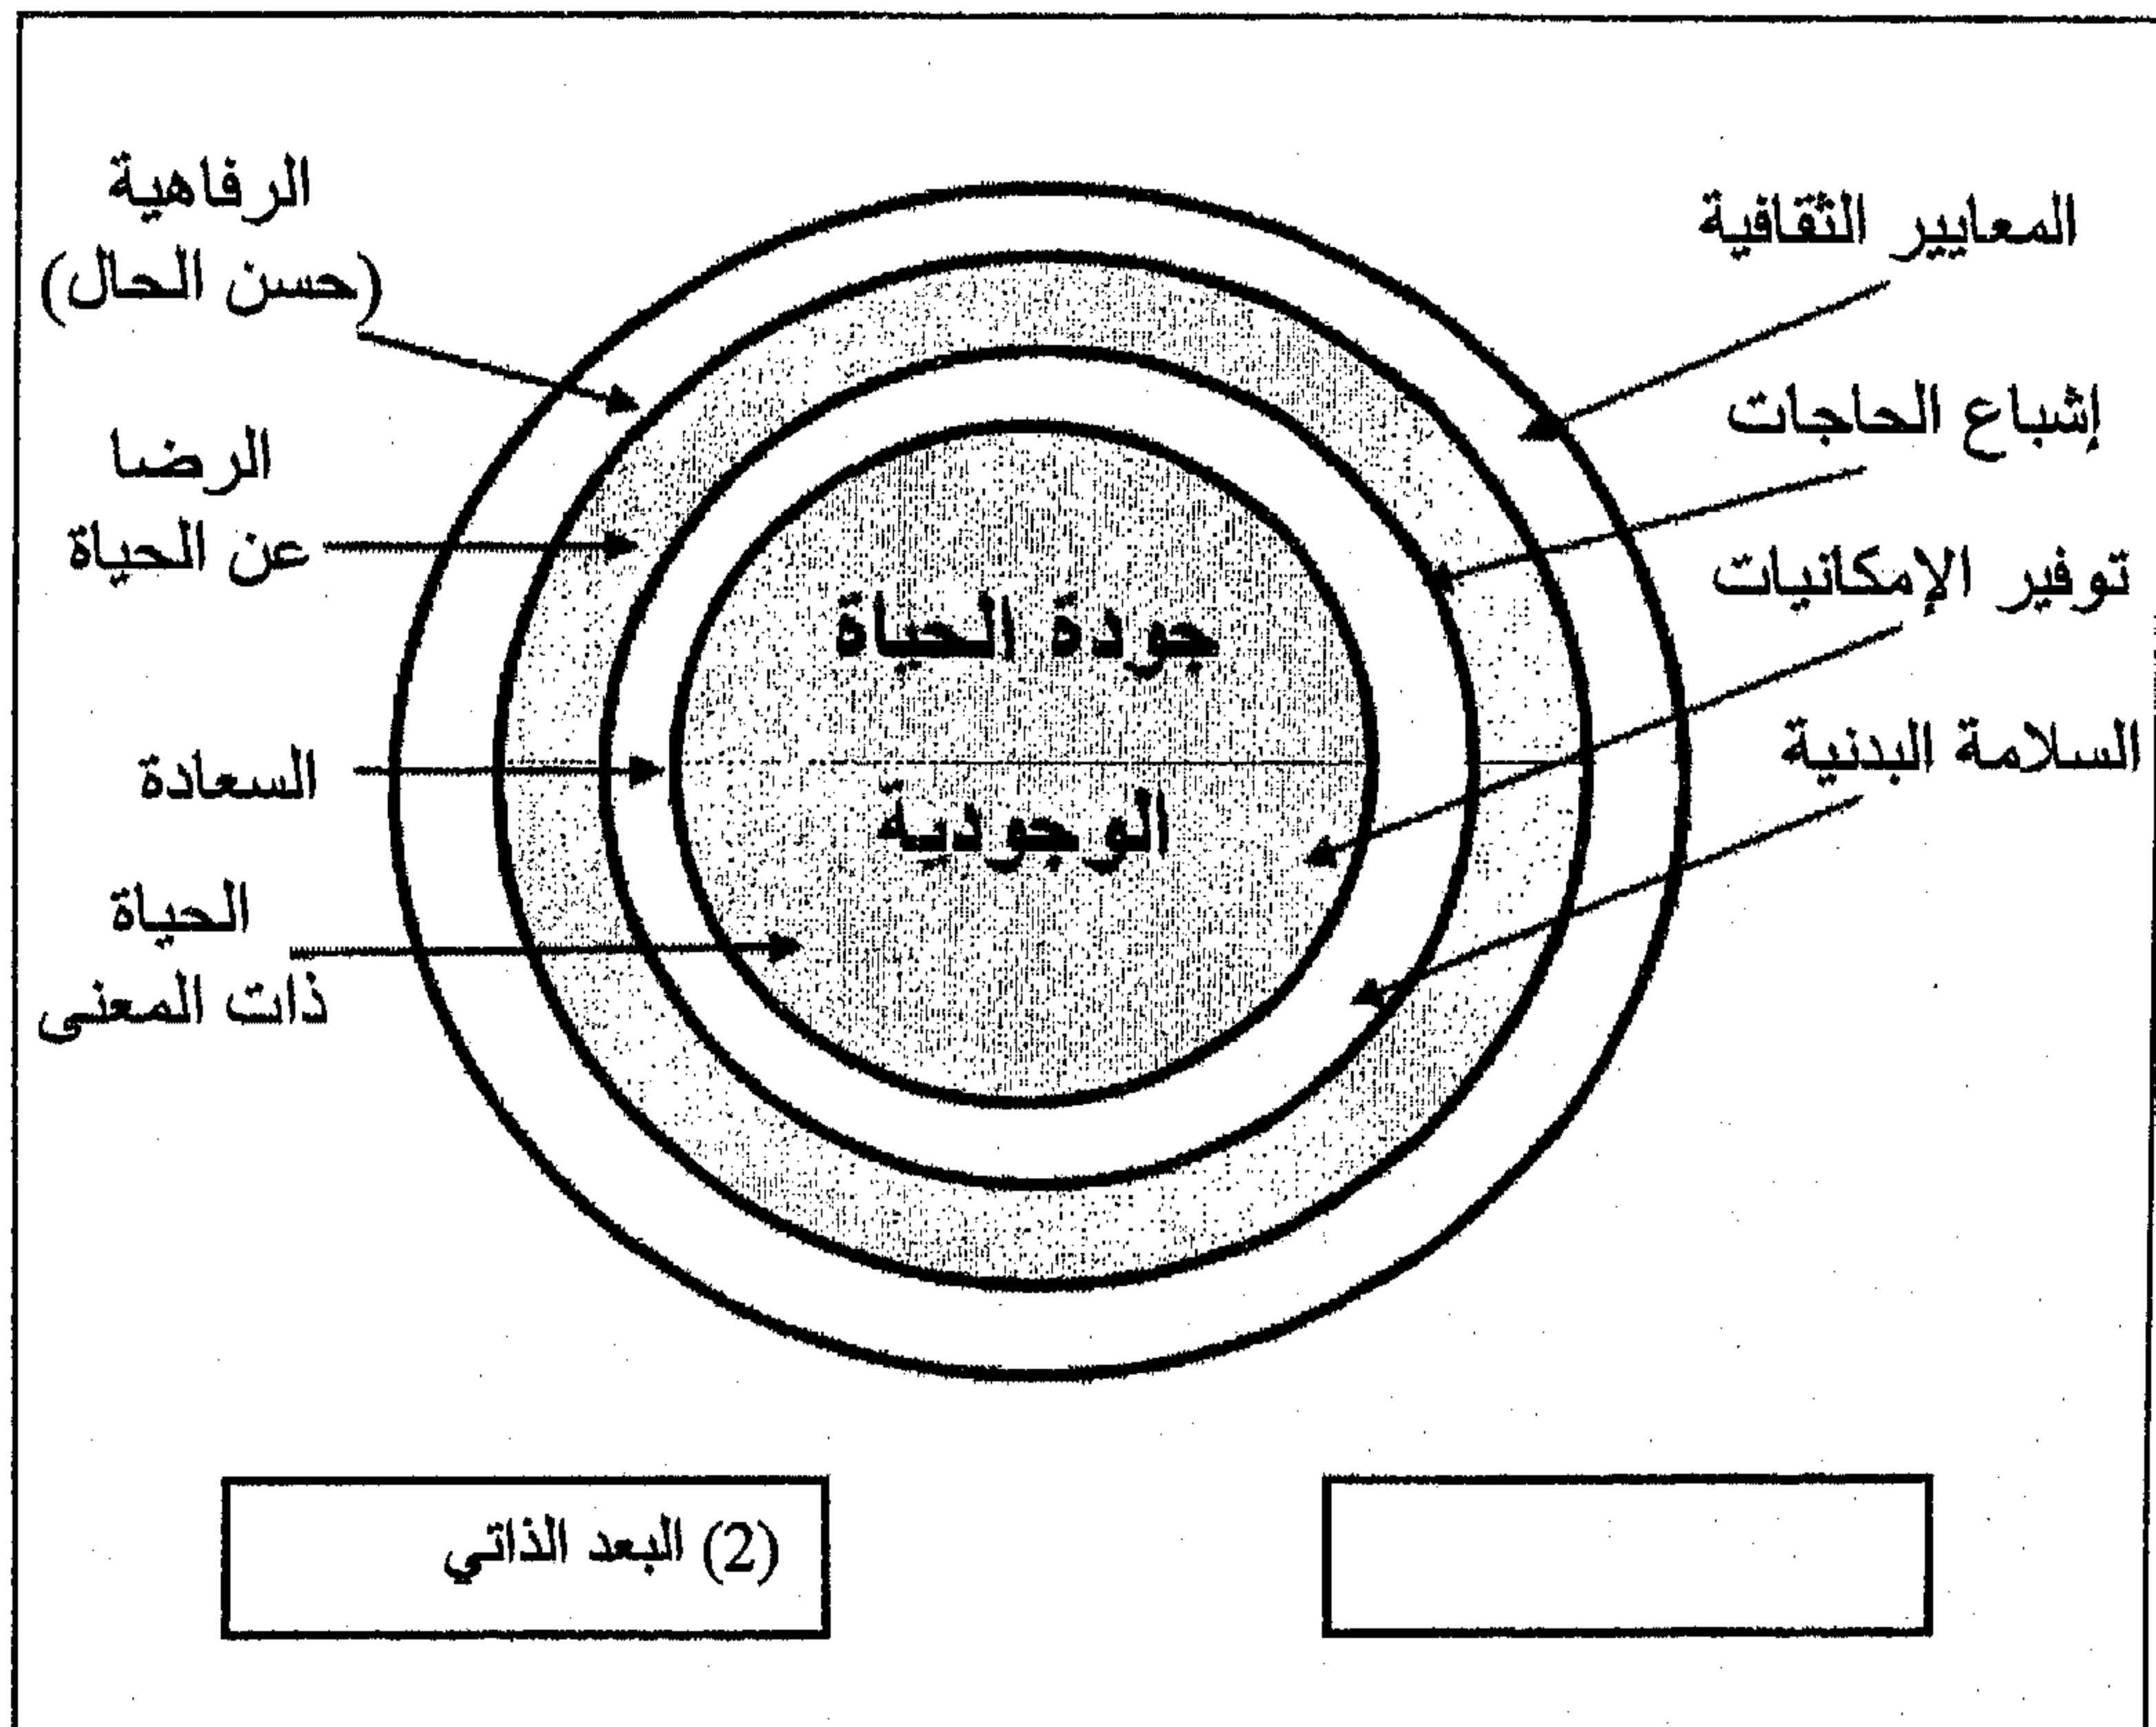 المعايير الثقافية
إشباع الحاجات
توفير الإمكانيات
السلامة البدنية
الرفاهية
(حسن الحال)
الرضا
عن الحياة
السعادة
الحياة
ذات المعنى
جودة الحياة
الوجودية
(2) البعد الذاتي